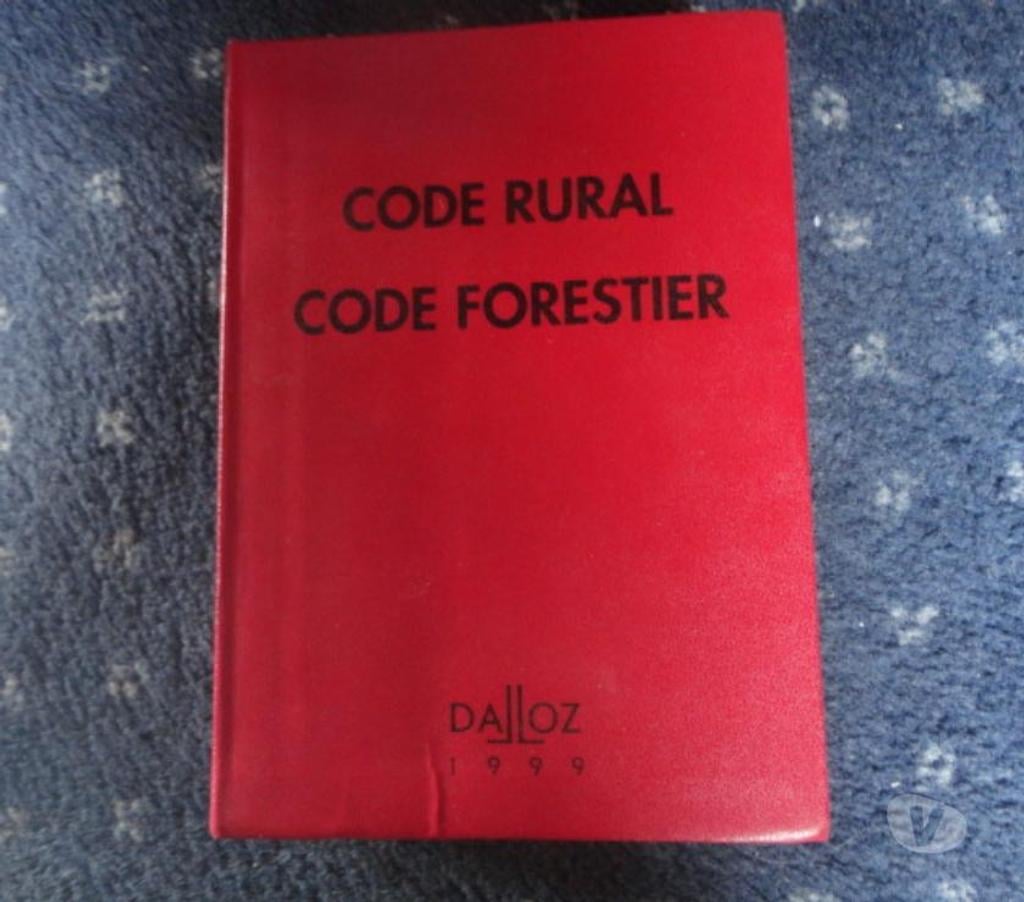 CODE RURAL
CODE FORESTIER
DALLOZ
1999
V